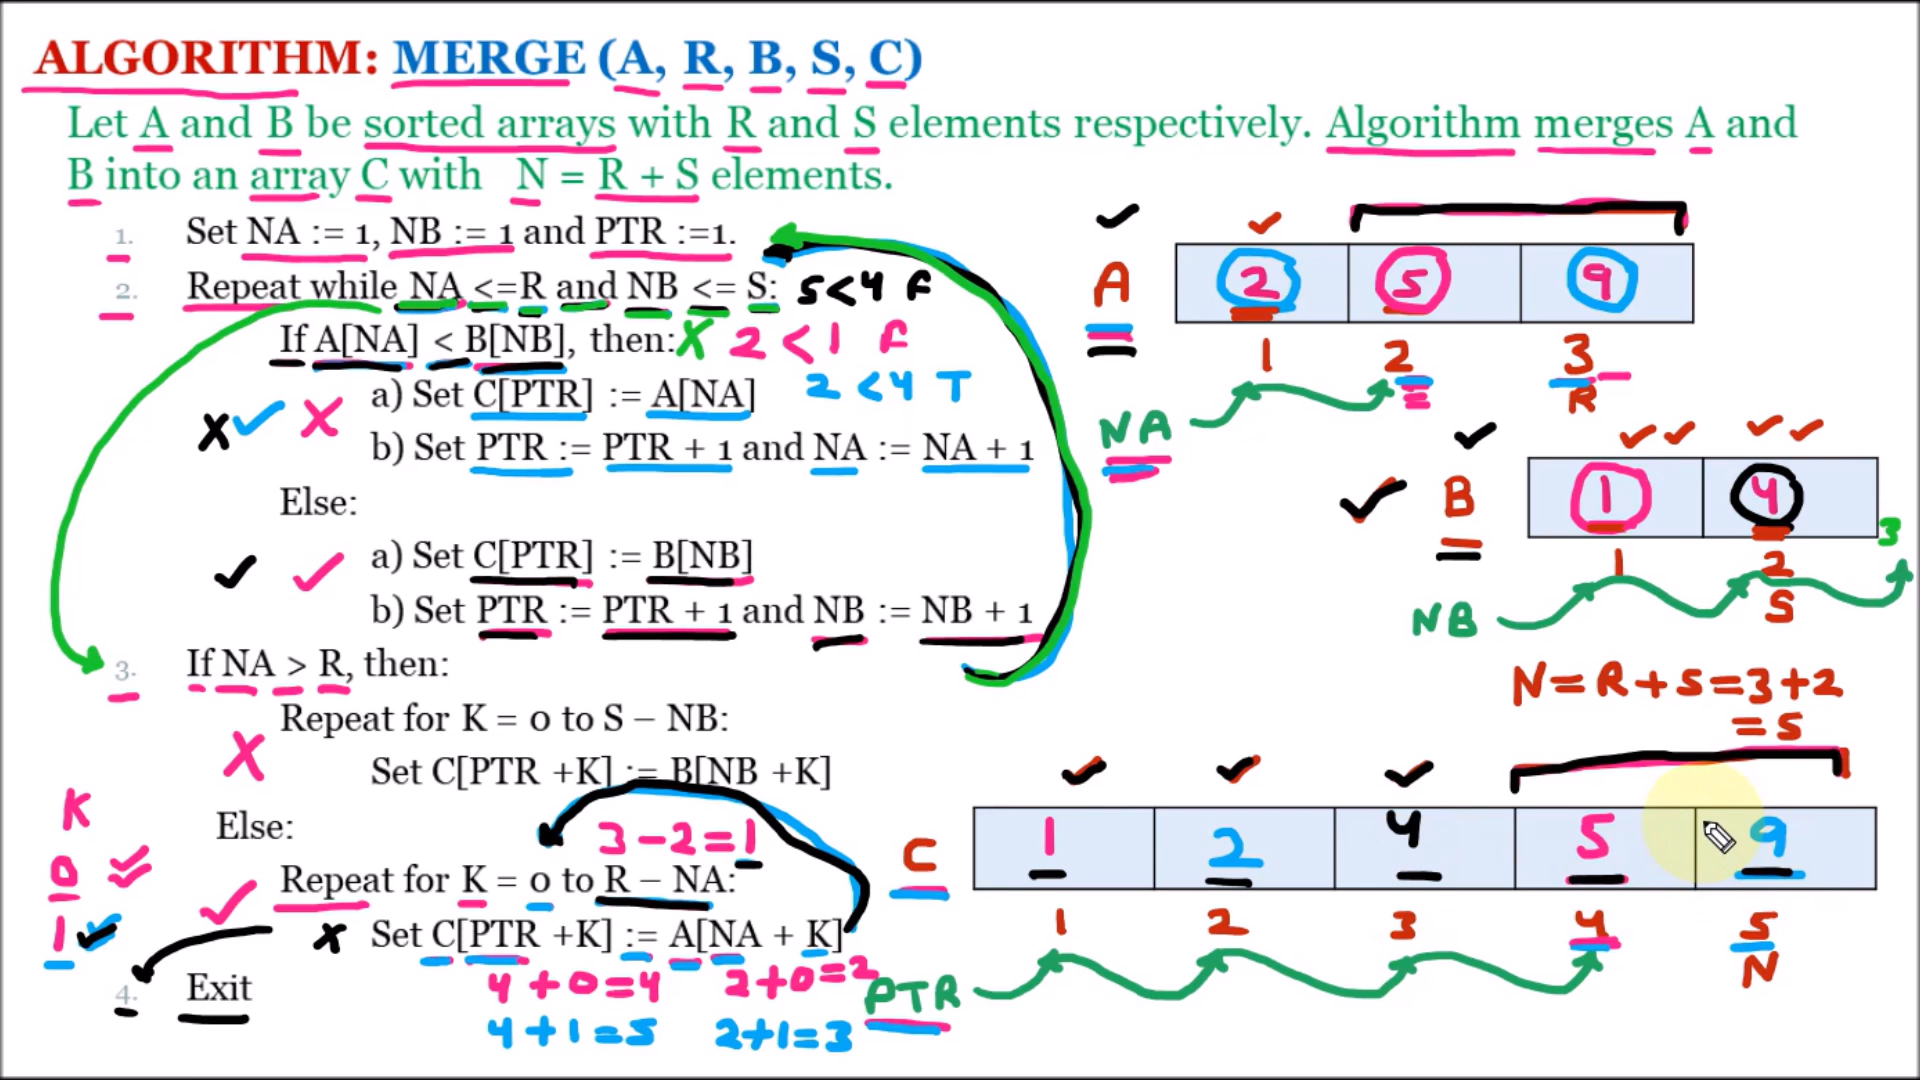 ALGORITHM: MERGE (A, R, B, S, C)
Let A and B be sorted arrays with R and S elements respectively. Algorithm merges A and
B into an array C with N = R + S elements.
1. Set NA := 1, NB := 1 and PTR :=1.
2. Repeat while NA <=R and NB <= S: 5<4 F
If A[NA] < B[NB], then: X 2 < 1 F
a) Set C[PTR] := A[NA] 2 < 4 T
b) Set PTR := PTR + 1 and NA := NA + 1
Else:
a) Set C[PTR] := B[NB]
b) Set PTR := PTR + 1 and NB := NB + 1
3. If NA > R, then:
Repeat for K = 0 to S – NB:
Set C[PTR +K] := B[NB +K]
Else:
3 - 2 = 1
Repeat for K = 0 to R – NA:
Set C[PTR +K] := A[NA + K]
4+0=4 2+0=2
4. Exit
4+1=5 2+1=3
K
0
1
A 2 5 9
1 2 3
R
NA
B 1 4
3
1 2
S
NB
N=R+S=3+2
=5
C 1 2 4 5 9
1 2 3 4 5
N
PTR